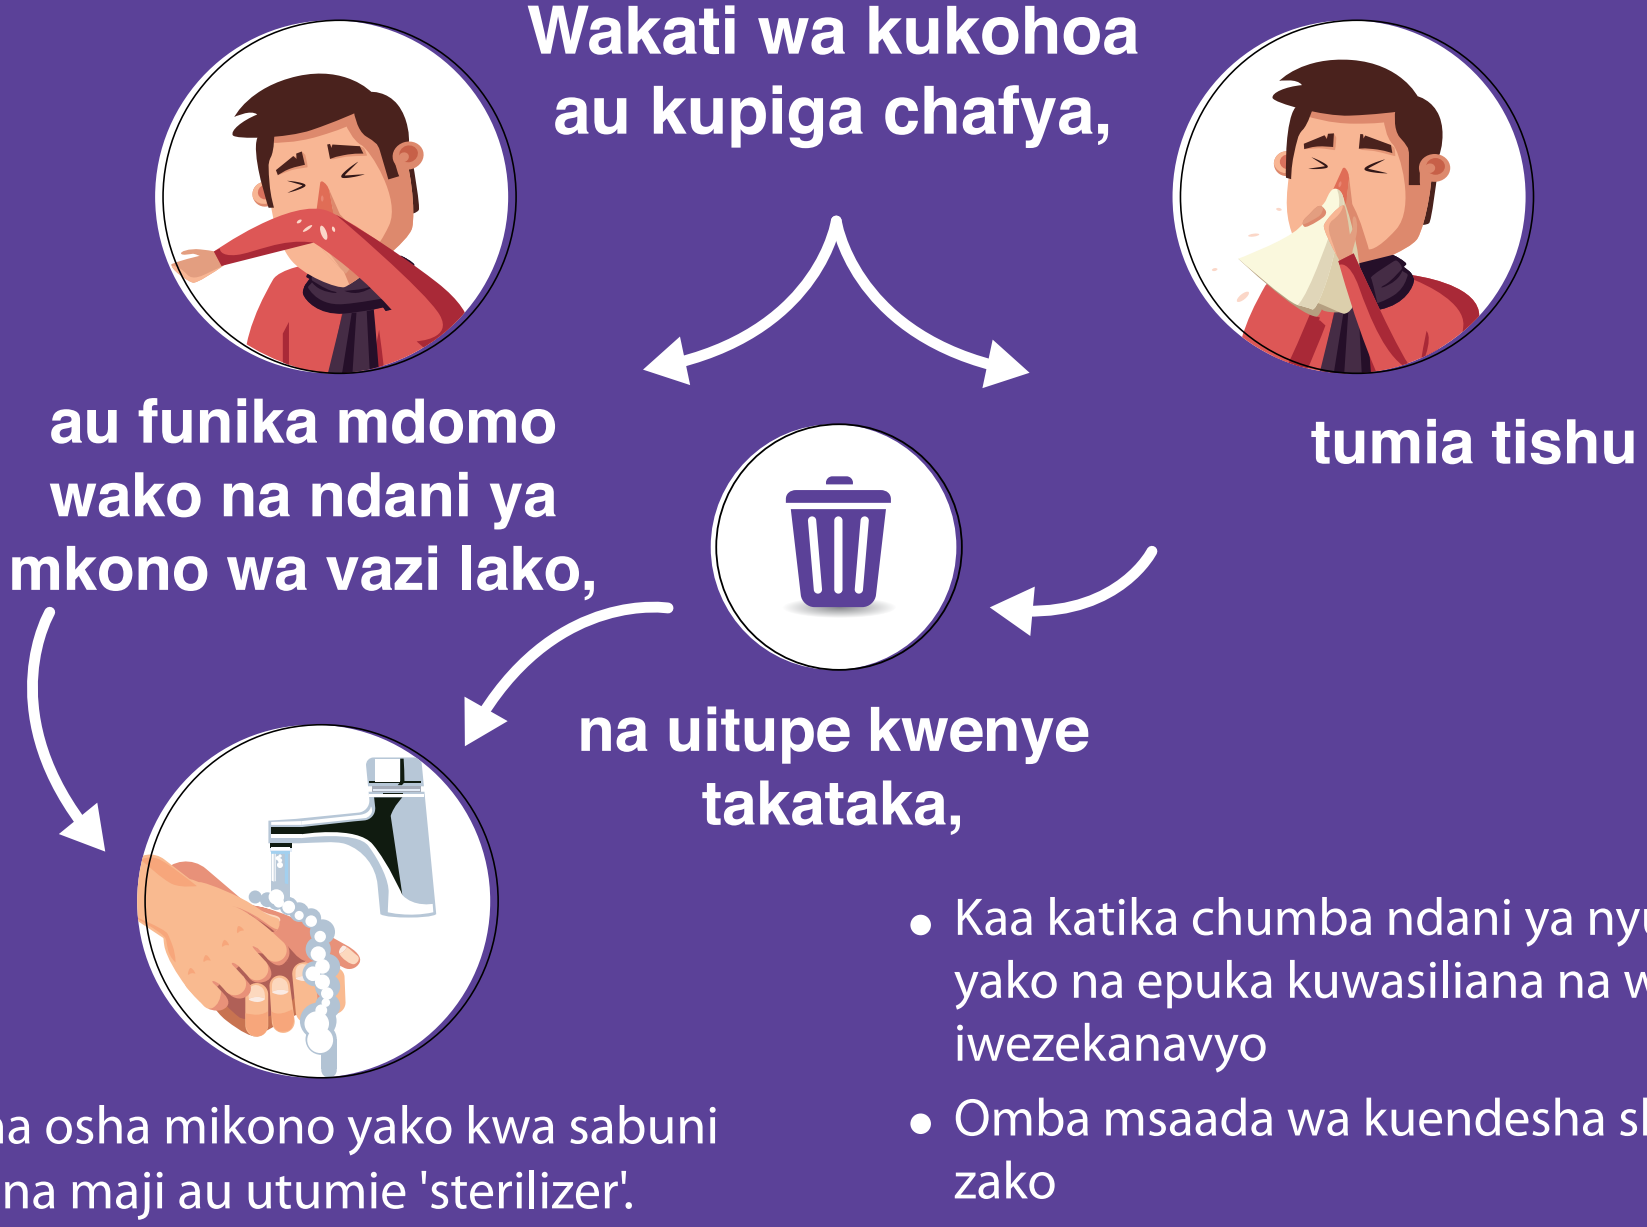 Wakati wa kukohoa
au kupiga chafya,
au funika mdomo
wako na ndani ya
mkono wa vazi lako,
tumia tishu
na uitupe kwenye
takataka,
osha mikono yako kwa sabuni
na maji au utumie 'sterilizer'.
• Kaa katika chumba ndani ya
yako na epuka kuwasiliana na
iwezekanavyo
• Omba msaada wa kuendesha
zako